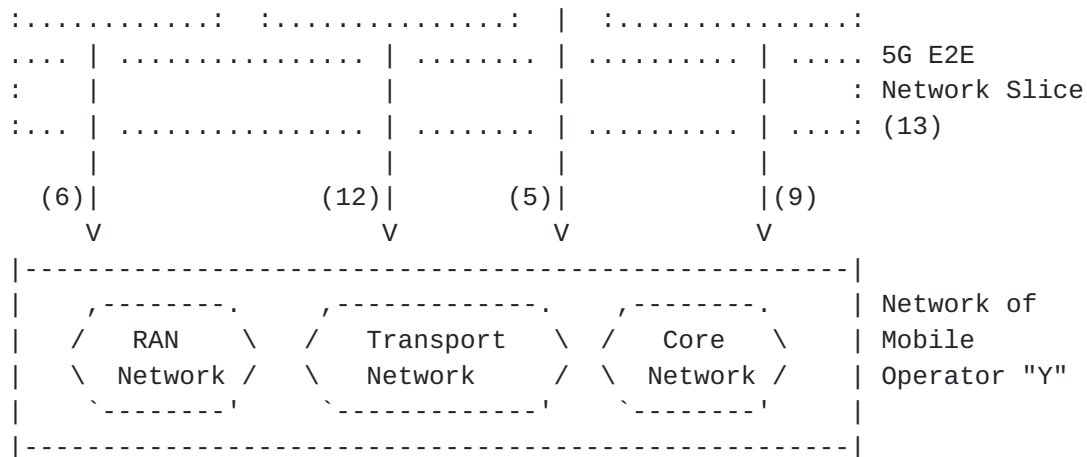 :.............:  :...............:  |  :...............:
.... | ................ | ........ | .......... | ..... 5G E2E
:    |                  |          |            |     : Network Slice
:... | ................ | ........ | .......... | ....: (13)
     |                  |          |            |
  (6)|              (12)|       (5)|            |(9)
     V                  V          V            V
|------------------------------------------------------|
|    ,--------.      ,-------------.    ,--------.     | Network of
|   /   RAN    \   /   Transport   \  /   Core   \    | Mobile
|   \  Network /   \   Network     /  \  Network /    | Operator "Y"
|    `--------'      `-------------'    `--------'     |
|------------------------------------------------------|